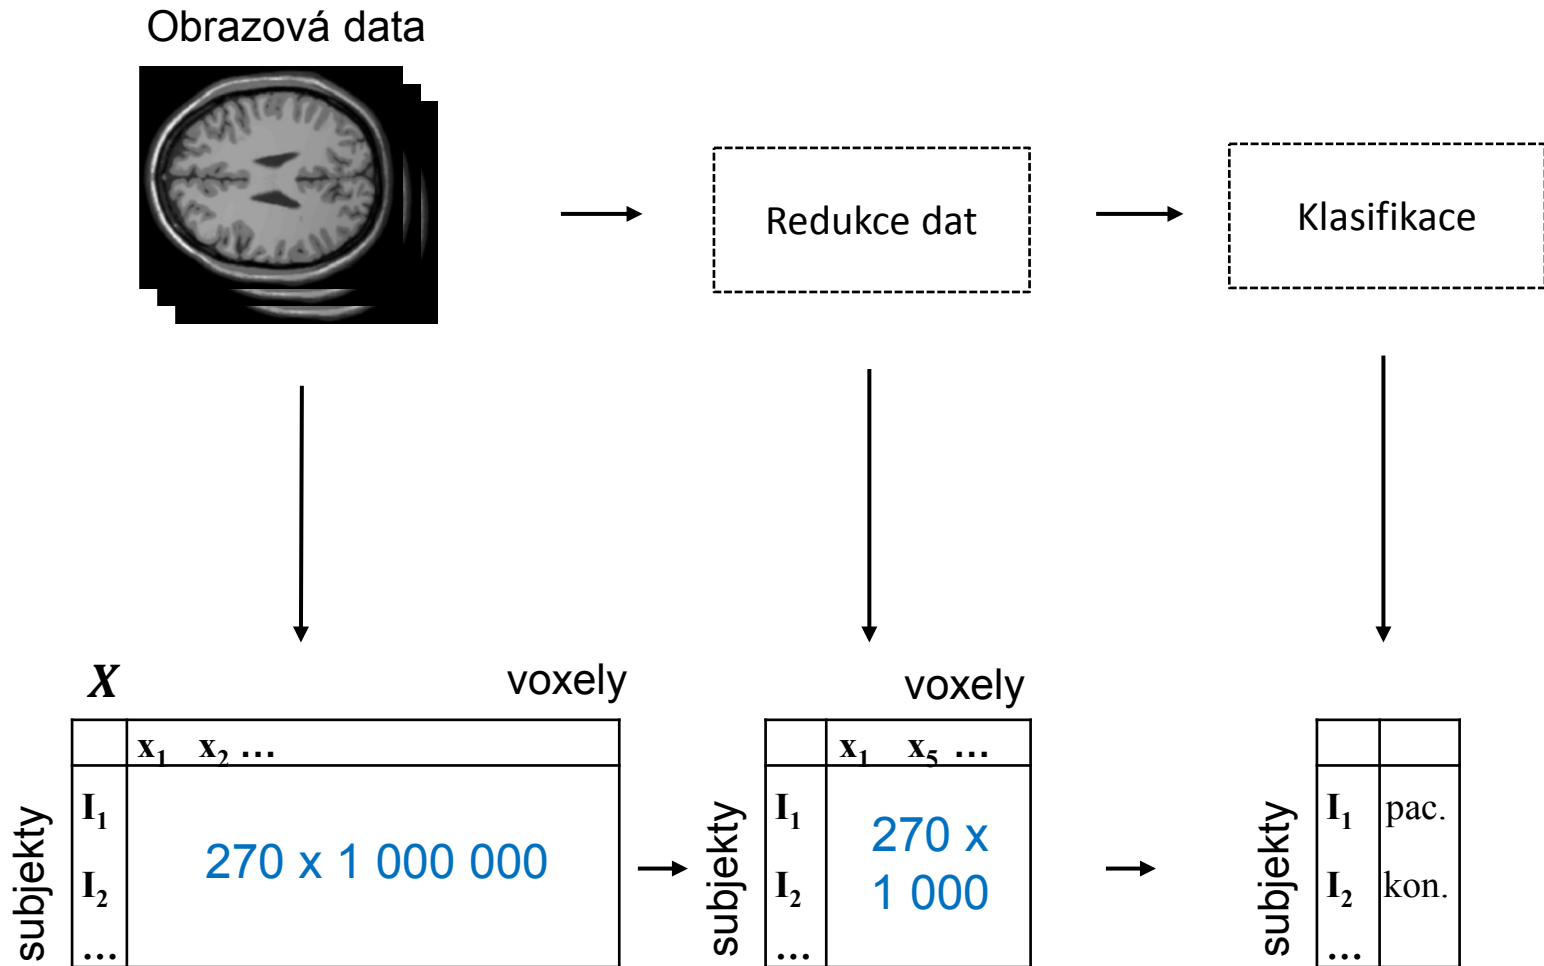 Obrazová data
Redukce dat
Klasifikace
X
voxely
x1 x2 …
subjekty
I1
I2
…
270 x 1 000 000
voxely
x1 x5 …
subjekty
I1
I2
…
270 x
1 000
subjekty
I1 pac.
I2 kon.
…